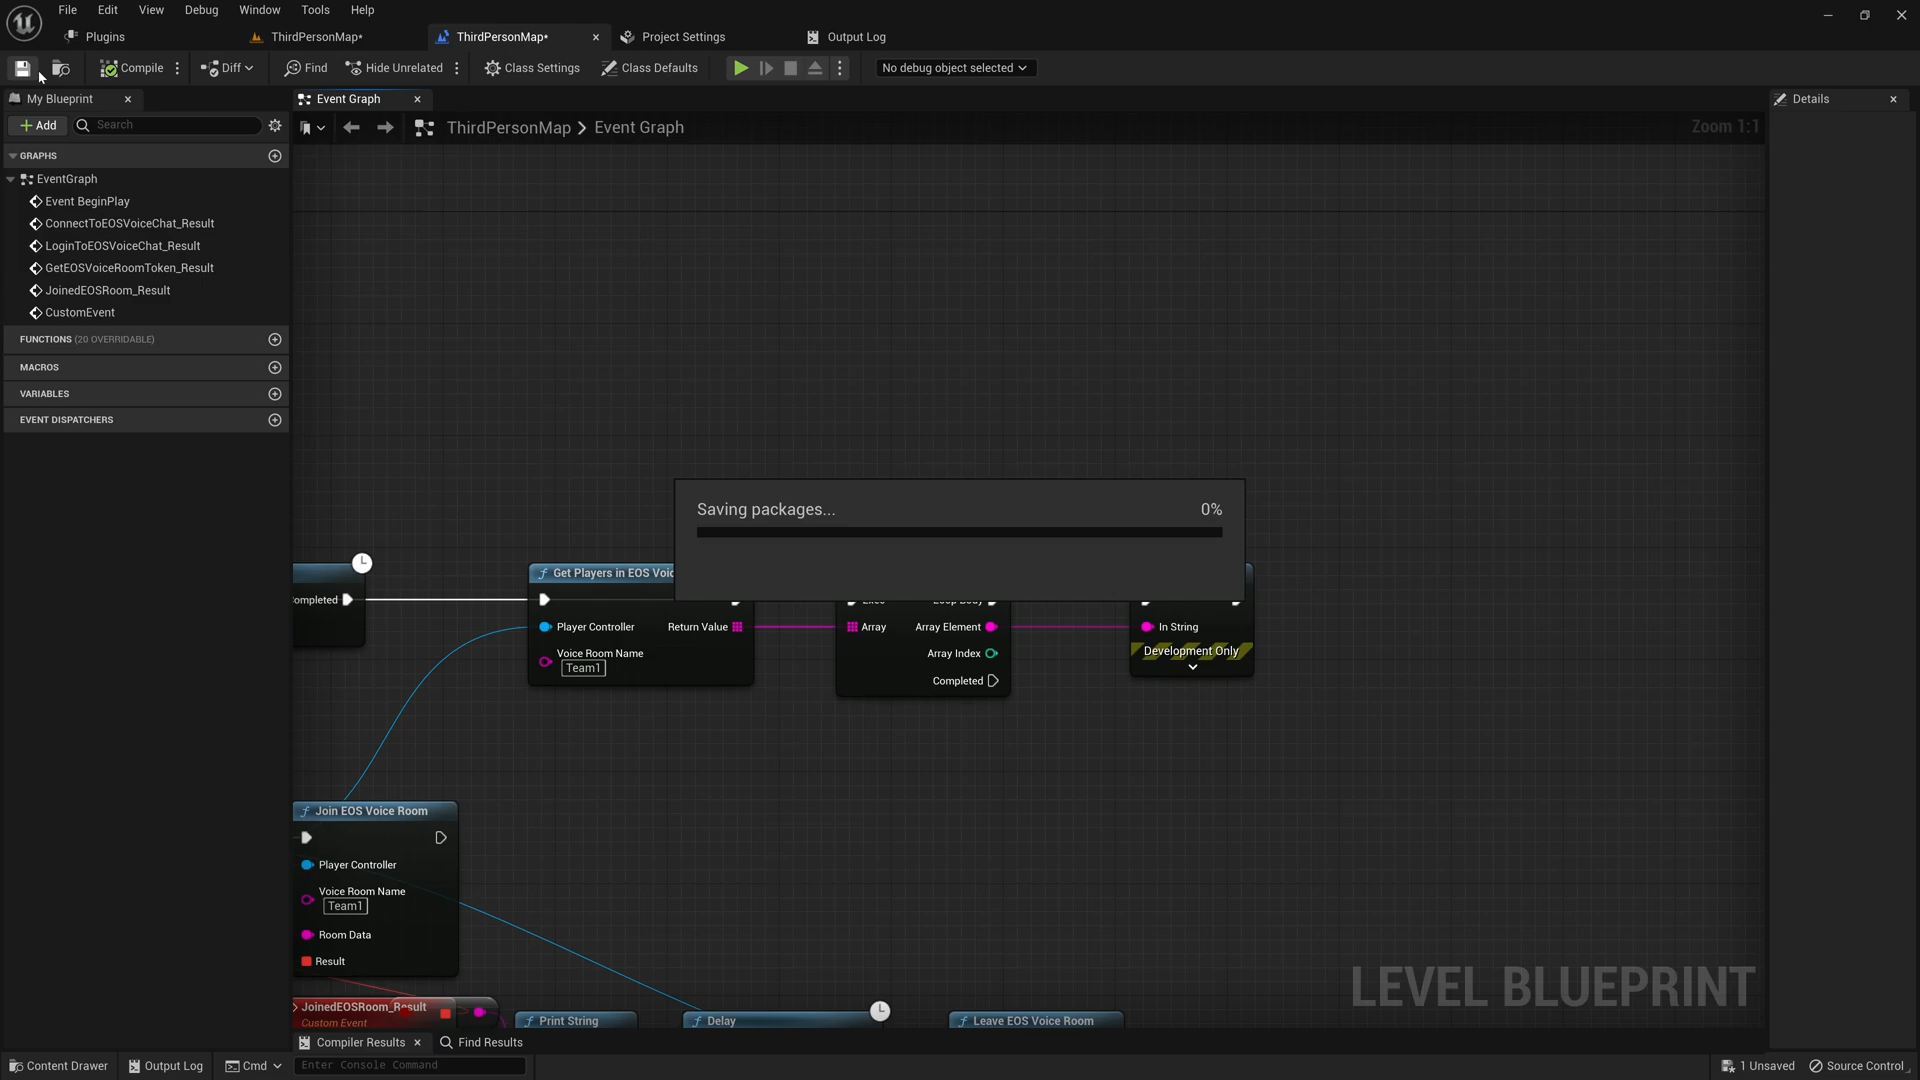 File Edit View Debug Window Tools Help
Plugins ThirdPersonMap* ThirdPersonMap* Project Settings Output Log
Compile Diff Find Hide Unrelated Class Settings Class Defaults No debug object selected
My Blueprint Event Graph Details
Add Search ThirdPersonMap > Event Graph Zoom 1:1
GRAPHS
EventGraph
Event BeginPlay
ConnectToEOSVoiceChat_Result
LoginToEOSVoiceChat_Result
GetEOSVoiceRoomToken_Result
JoinedEOSRoom_Result
CustomEvent
FUNCTIONS (20 OVERRIDABLE)
MACROS
VARIABLES
EVENT DISPATCHERS
Saving packages... 0%
Get Players in EOS Voic
ompleted
Player Controller Return Value Array Array Element In String
Voice Room Name Array Index Development Only
Team1
Completed
Join EOS Voice Room
Player Controller
Voice Room Name
Team1
Room Data
Result
LEVEL BLUEPRINT
JoinedEOSRoom_Result
Custom Event
Print String Delay Leave EOS Voice Room
Compiler Results Find Results
Content Drawer Output Log Cmd Enter Console Command 1 Unsaved Source Control